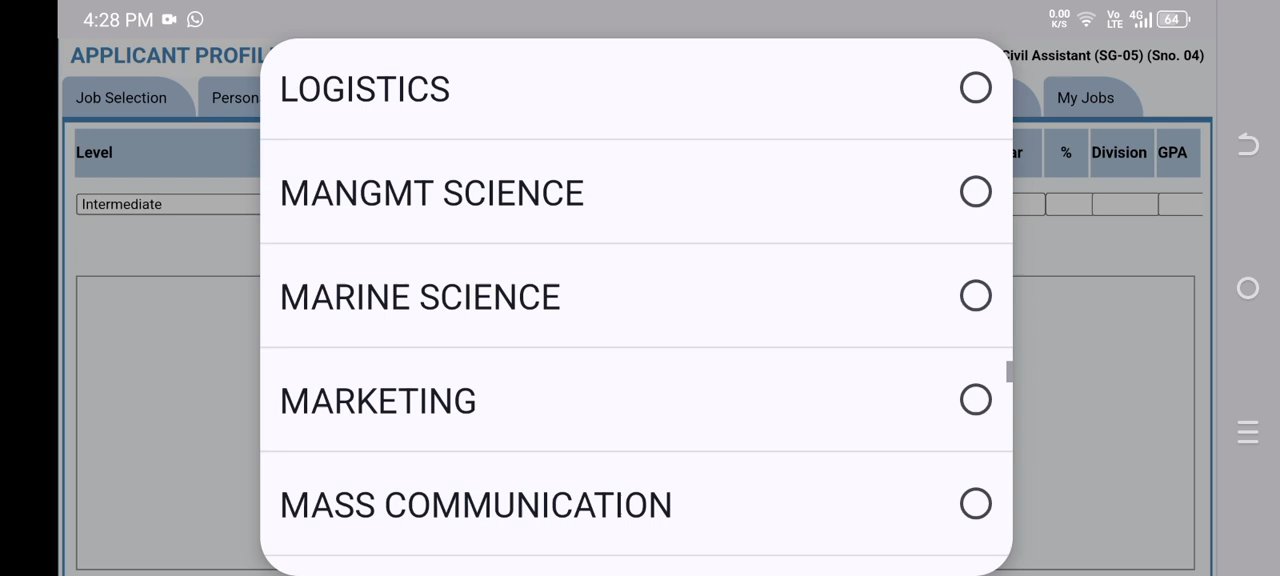 4:28 PM
0.00 K/S
Vo LTE
4G
64
APPLICANT PROFIL
Civil Assistant (SG-05) (Sno. 04)
Job Selection
Person
My Jobs
Level
ar
%
Division
GPA
Intermediate
LOGISTICS
MANGMT SCIENCE
MARINE SCIENCE
MARKETING
MASS COMMUNICATION